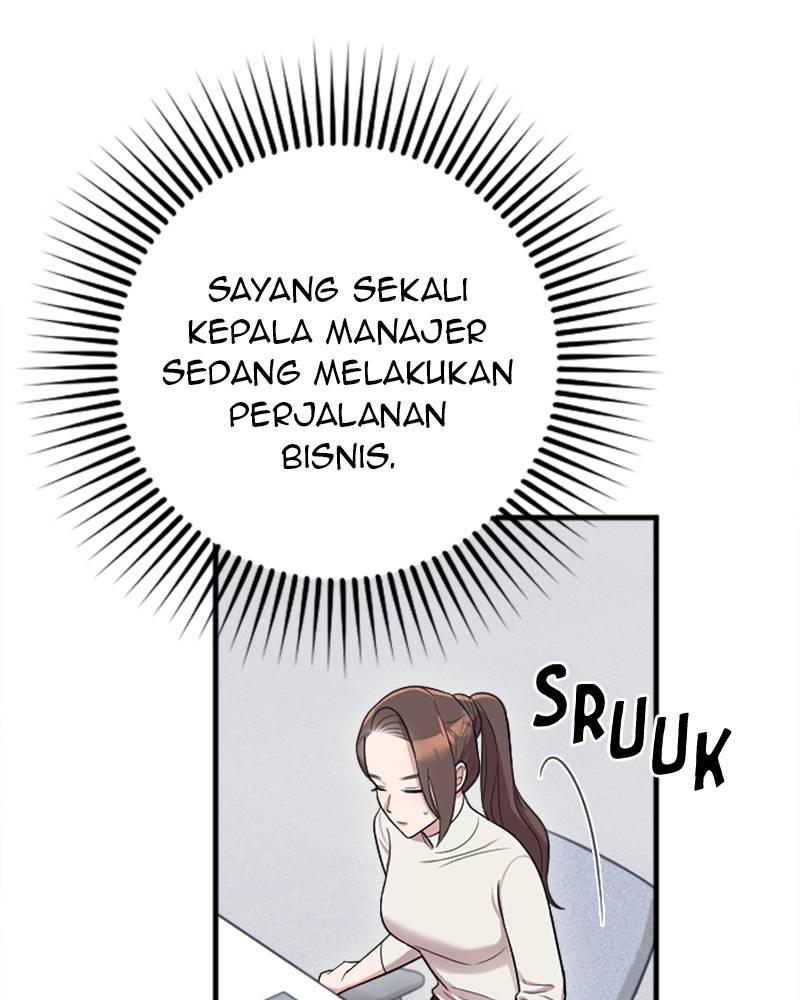 SAYANG SEKALI
KEPALA MANAJER
SEDANG MELAKUKAN
PERJALANAN
BISNIS.
SRUUK